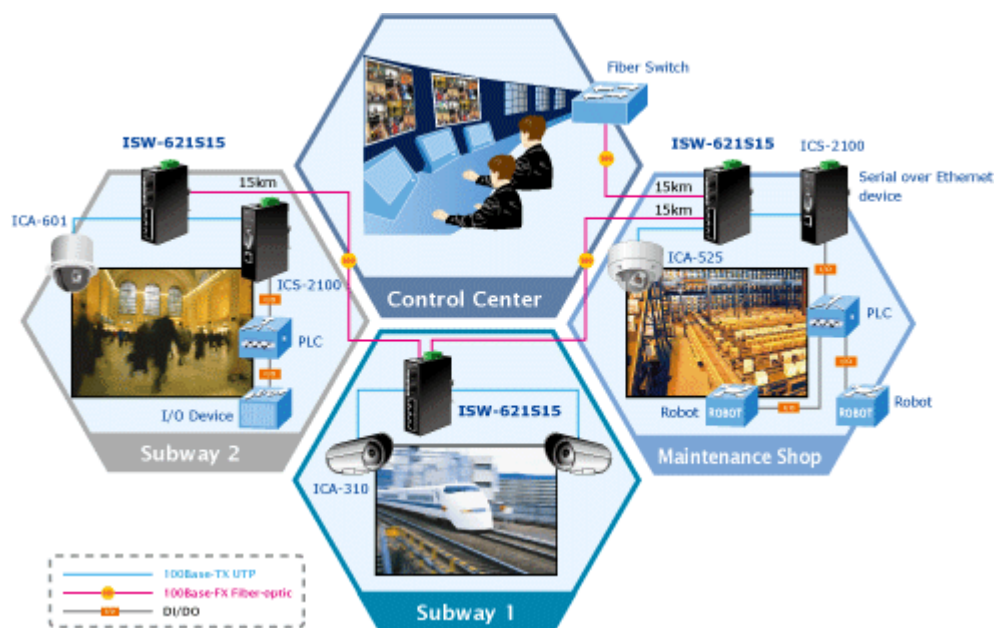 Fiber Switch
ISW-621S15
ISW-621S15
ICS-2100
15km
15km
Serial over Ethernet
device
ICA-601
15km
ICA-525
ICS-2100
Control Center
PLC
PLC
I/O Device
ISW-621S15
Robot
ROBOT
ROBOT
Robot
Subway 2
Maintenance Shop
ICA-310
100Base-TX UTP
100Base-FX Fiber-optic
DI/DO
Subway 1